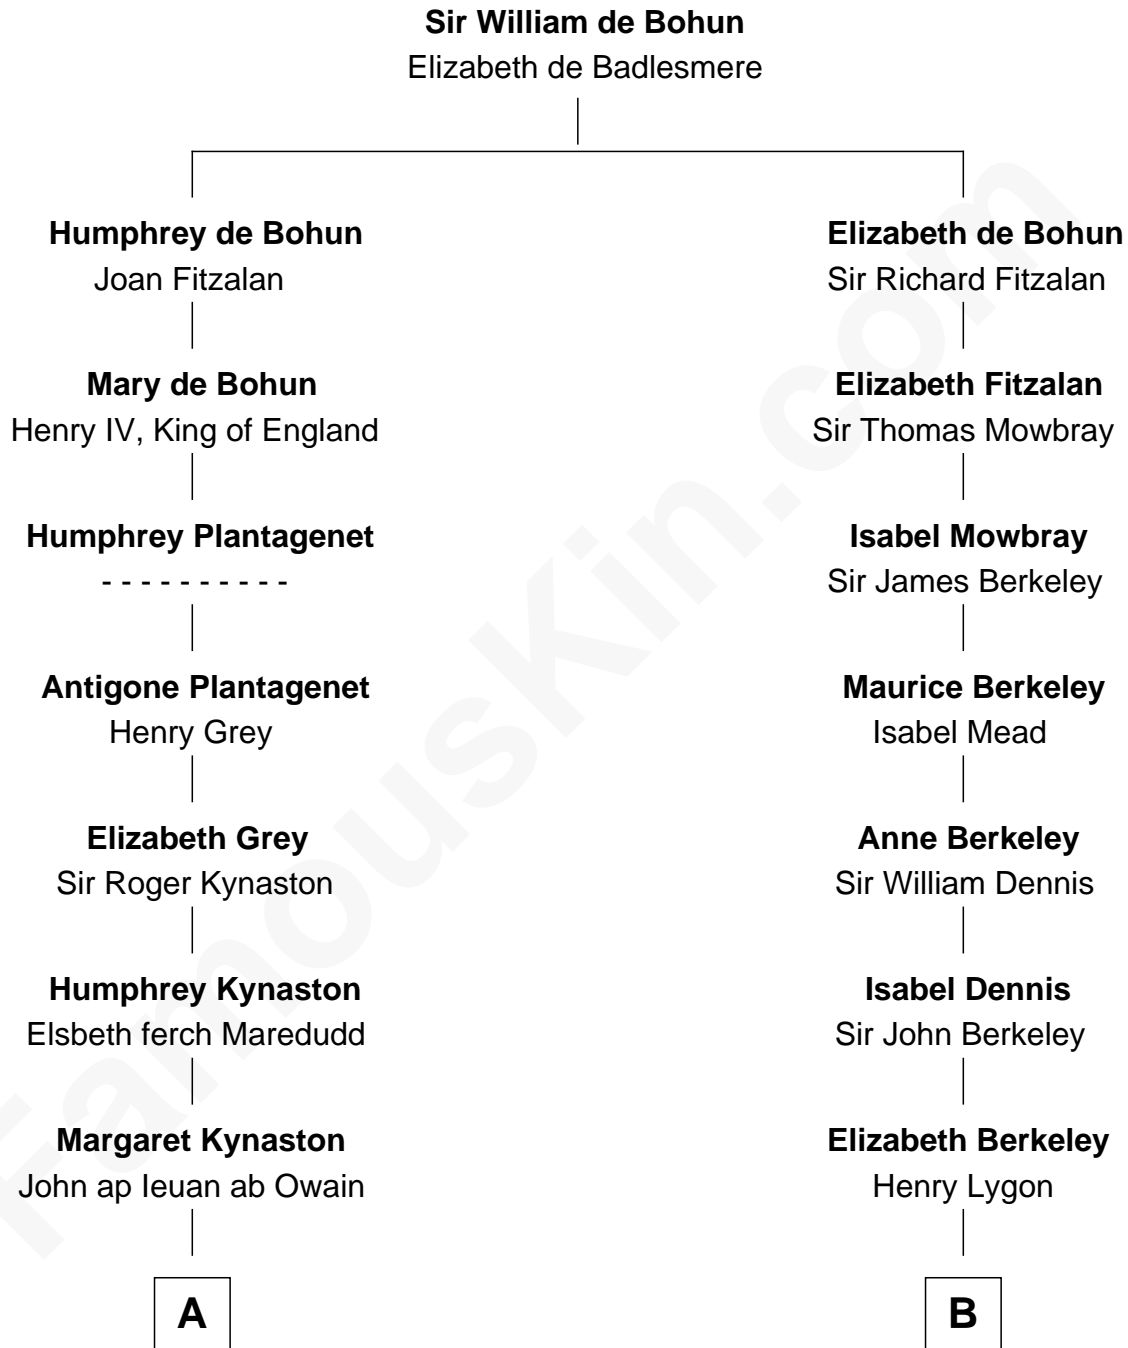 Sir William de Bohun
Elizabeth de Badlesmere
Humphrey de Bohun
Joan Fitzalan
Mary de Bohun
Henry IV, King of England
Humphrey Plantagenet
- - - - - - - - - -
Antigone Plantagenet
Henry Grey
Elizabeth Grey
Sir Roger Kynaston
Humphrey Kynaston
Elsbeth ferch Maredudd
Margaret Kynaston
John ap Ieuan ab Owain
A
Elizabeth de Bohun
Sir Richard Fitzalan
Elizabeth Fitzalan
Sir Thomas Mowbray
Isabel Mowbray
Sir James Berkeley
Maurice Berkeley
Isabel Mead
Anne Berkeley
Sir William Dennis
Isabel Dennis
Sir John Berkeley
Elizabeth Berkeley
Henry Lygon
B
FamousKin.com